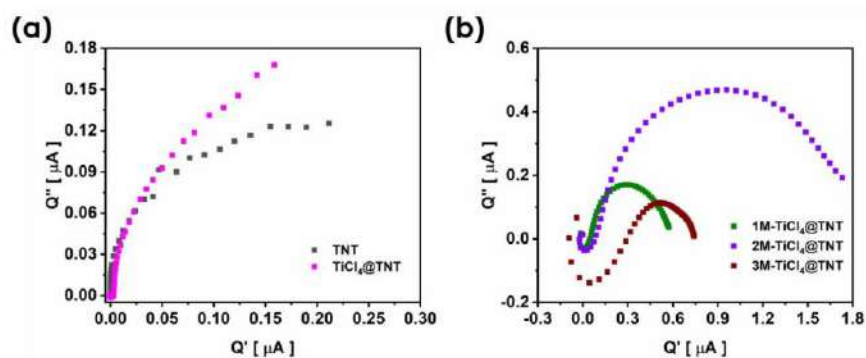 (a)
0.18
0.15
0.12
0.09
0.06
0.03
0.00
Q'' [ μA ]
TNT
TiCl₄@TNT
0.00 0.05 0.10 0.15 0.20 0.25 0.30
Q' [ μA ]
(b)
0.6
0.4
0.2
0.0
-0.2
Q'' [ μA ]
1M-TiCl₄@TNT
2M-TiCl₄@TNT
3M-TiCl₄@TNT
-0.3 0.0 0.3 0.6 0.9 1.2 1.5 1.8
Q' [ μA ]